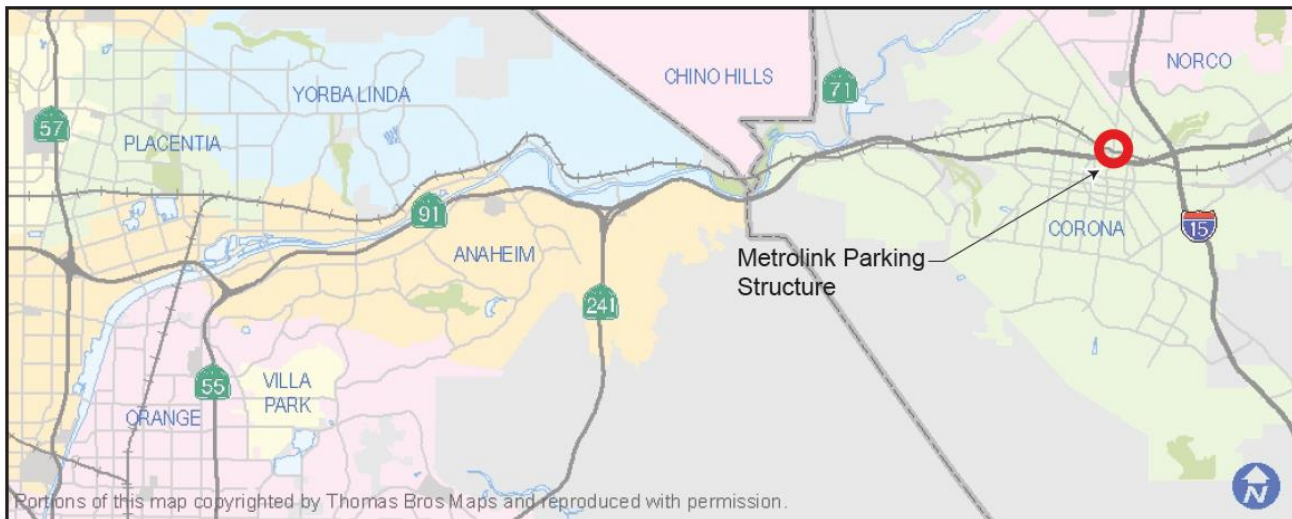 CHINO HILLS
NORCO
71
YORBA LINDA
57
PLACENTIA
91
ANAHEIM
CORONA
15
Metrolink Parking
Structure
241
55
VILLA
PARK
ORANGE
Portions of this map copyrighted by Thomas Bros Maps and reproduced with permission.
N